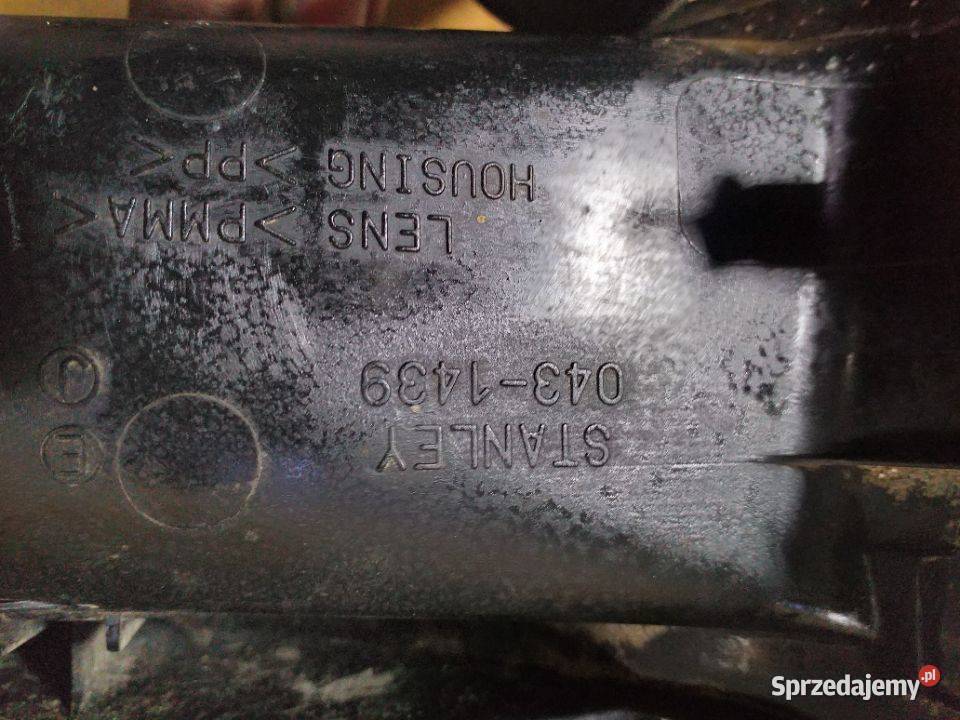 STANLEY
043-1439
LENS >PMMA<
HOUSING >PP<
Sprzedajemy.pl